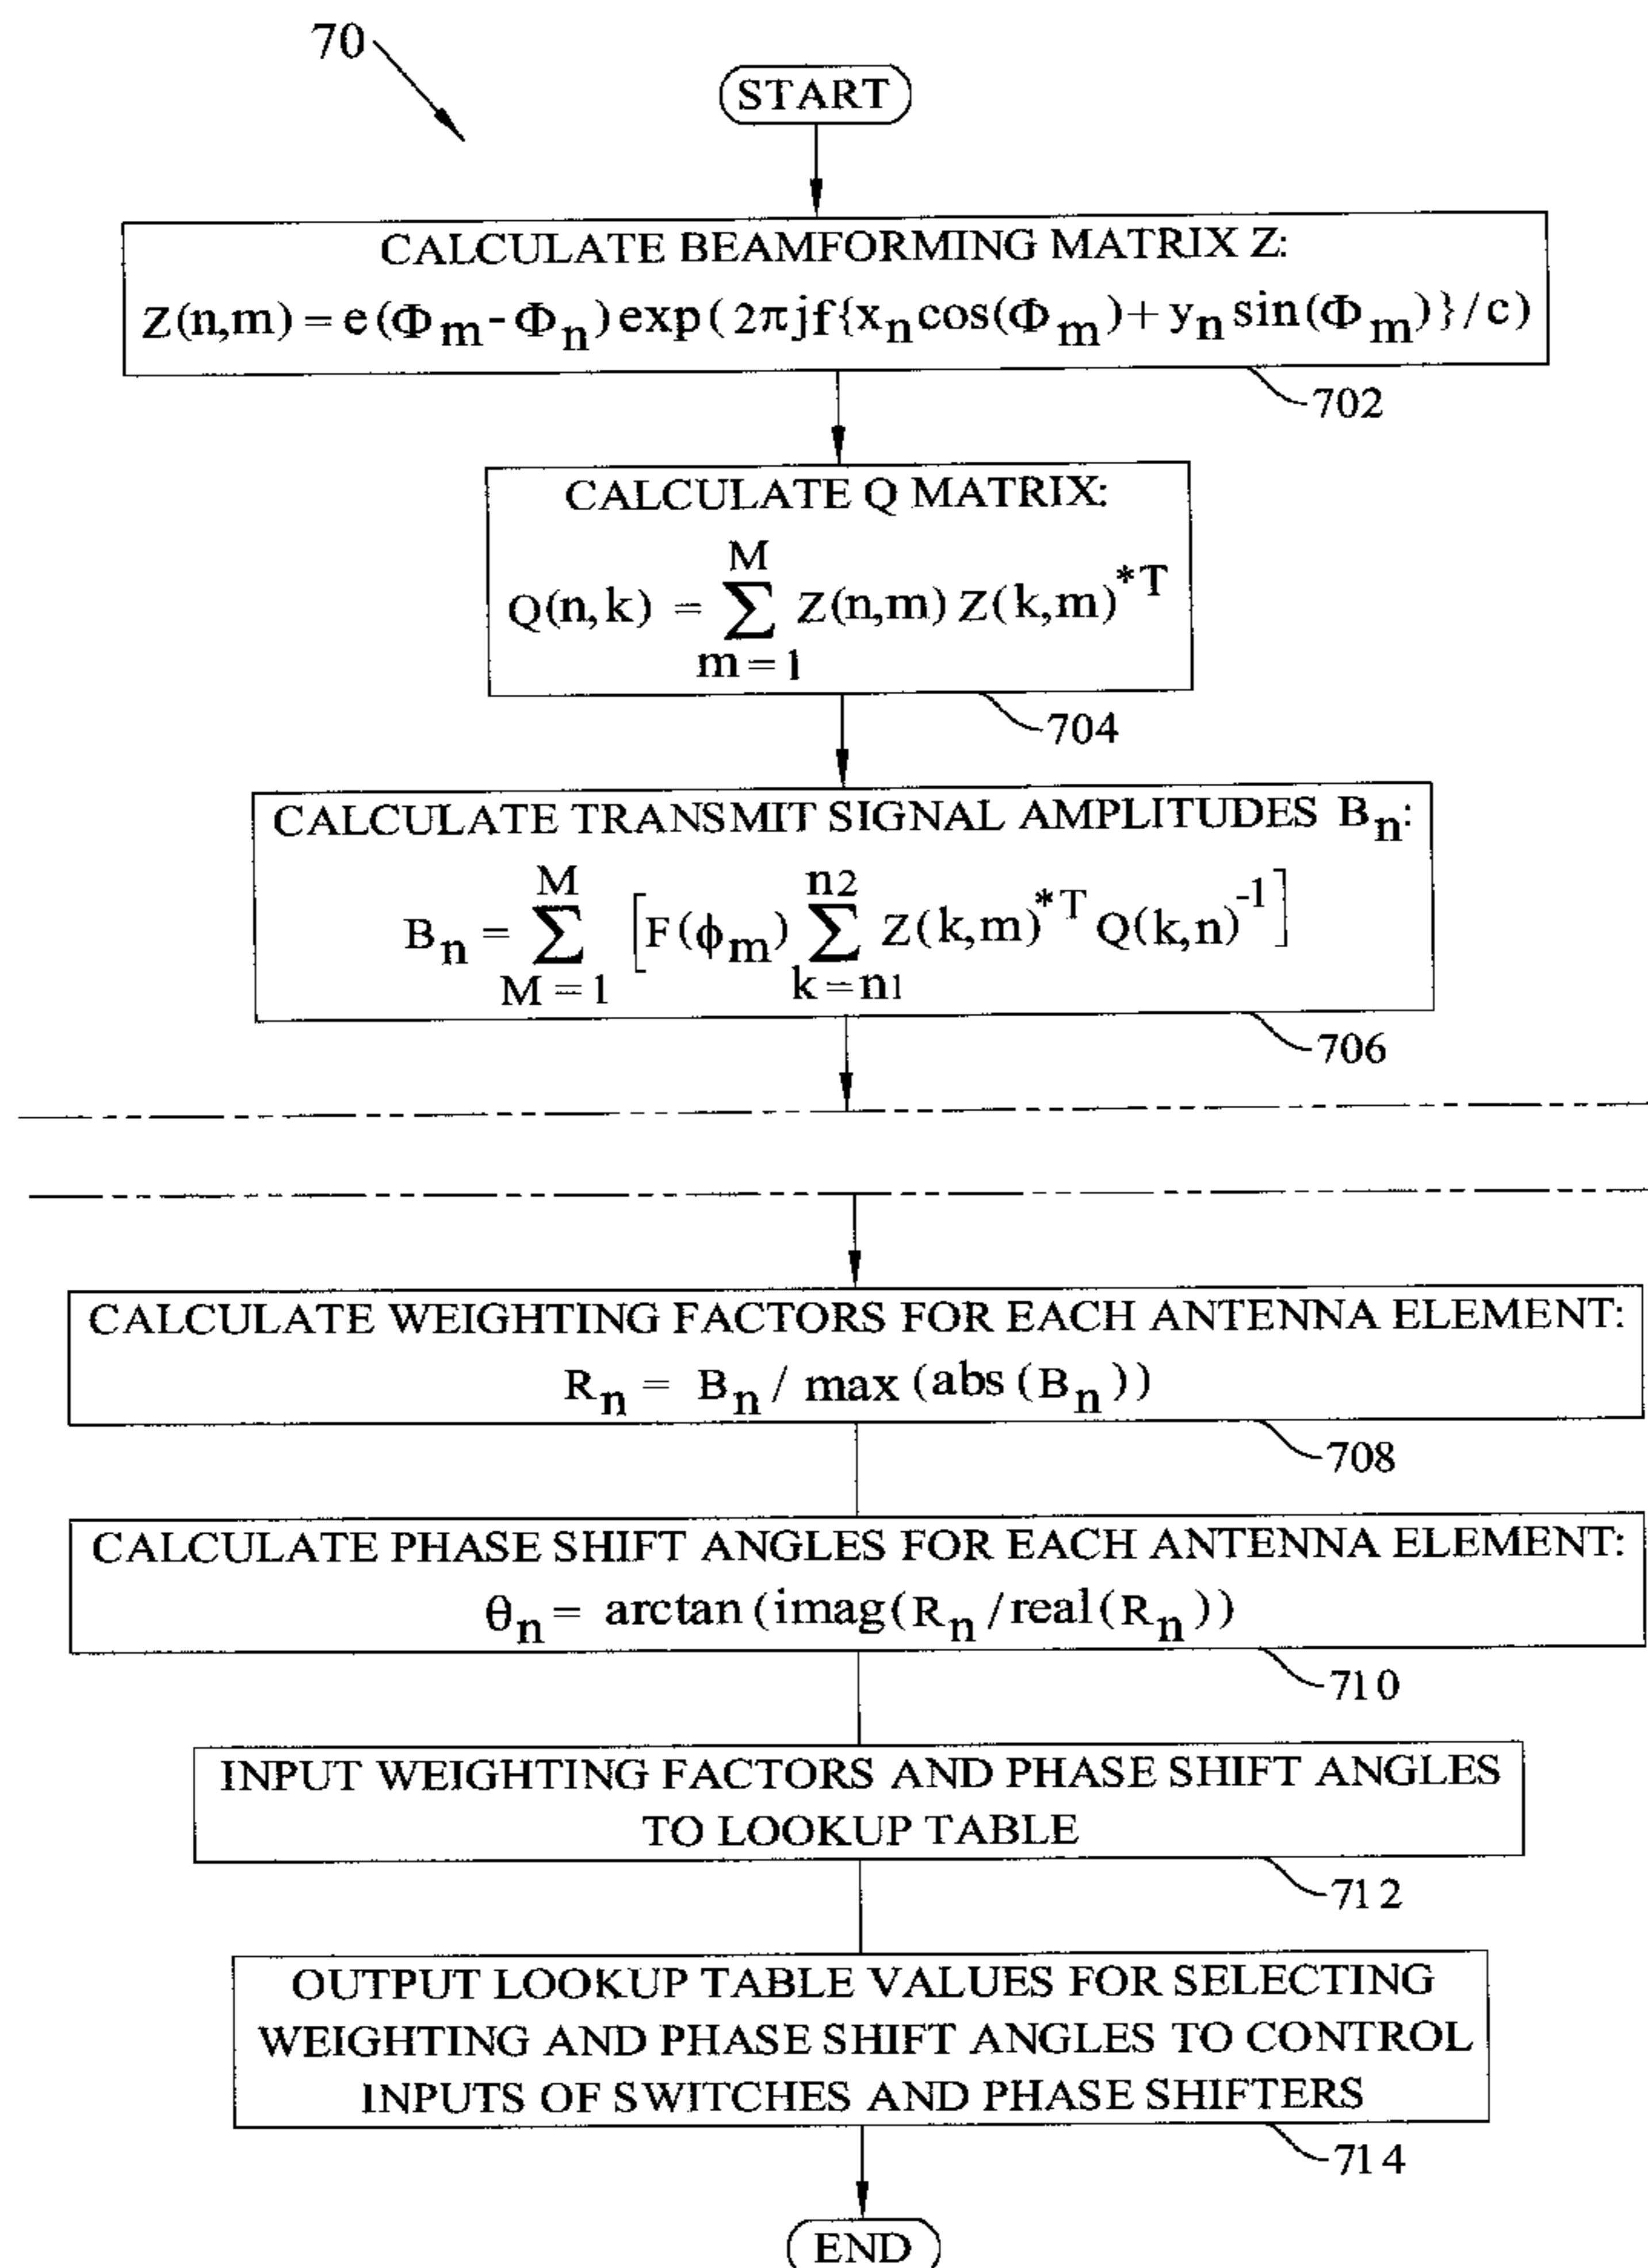 70
START
CALCULATE BEAMFORMING MATRIX Z:
Z(n,m) = e(Φm-Φn)exp(2πjf{xncos(Φm)+ynsin(Φm)}/c)
702
CALCULATE Q MATRIX:
M
Q(n,k) = ∑ Z(n,m) Z(k,m)*T
m=1
704
CALCULATE TRANSMIT SIGNAL AMPLITUDES Bn:
M n2
Bn = ∑ [F(ϕm) ∑ Z(k,m)*T Q(k,n)-1]
M=1 k=n1
706
CALCULATE WEIGHTING FACTORS FOR EACH ANTENNA ELEMENT:
Rn = Bn / max (abs (Bn))
708
CALCULATE PHASE SHIFT ANGLES FOR EACH ANTENNA ELEMENT:
θn = arctan (imag(Rn/real(Rn))
710
INPUT WEIGHTING FACTORS AND PHASE SHIFT ANGLES
TO LOOKUP TABLE
712
OUTPUT LOOKUP TABLE VALUES FOR SELECTING
WEIGHTING AND PHASE SHIFT ANGLES TO CONTROL
INPUTS OF SWITCHES AND PHASE SHIFTERS
714
END